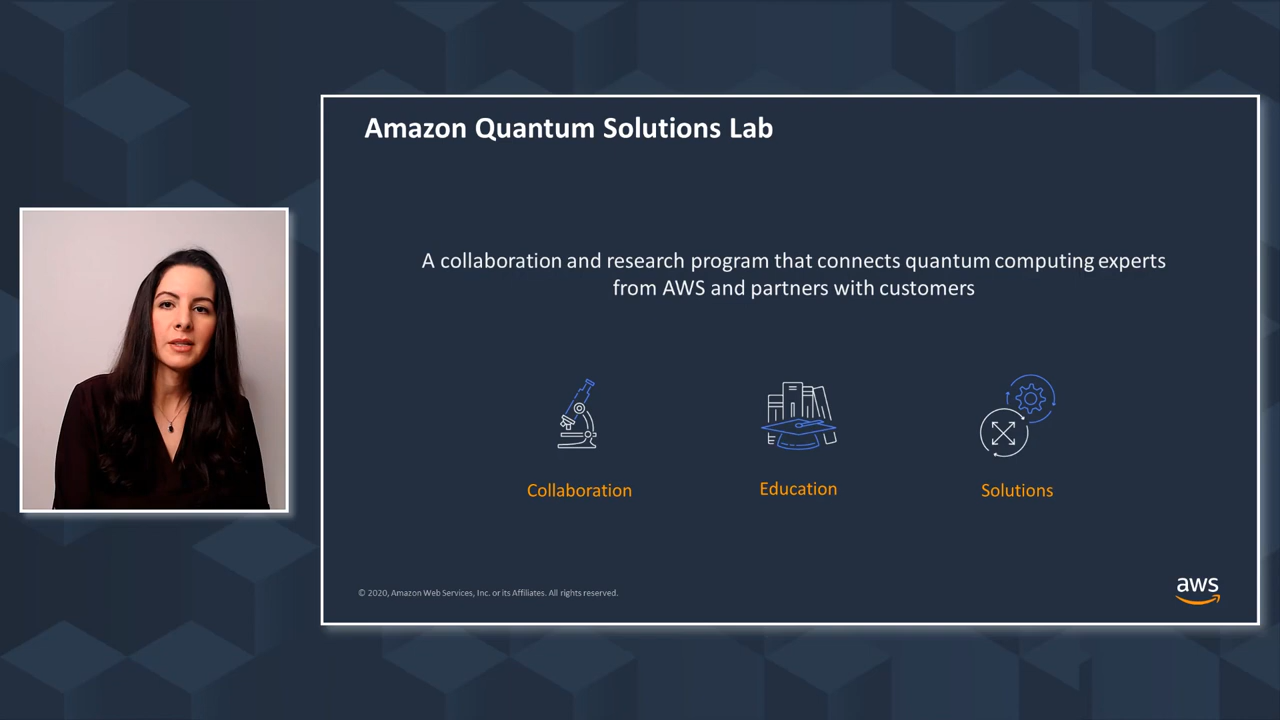 Amazon Quantum Solutions Lab
A collaboration and research program that connects quantum computing experts
from AWS and partners with customers
Collaboration
Education
Solutions
© 2020, Amazon Web Services, Inc. or its Affiliates. All rights reserved.
aws